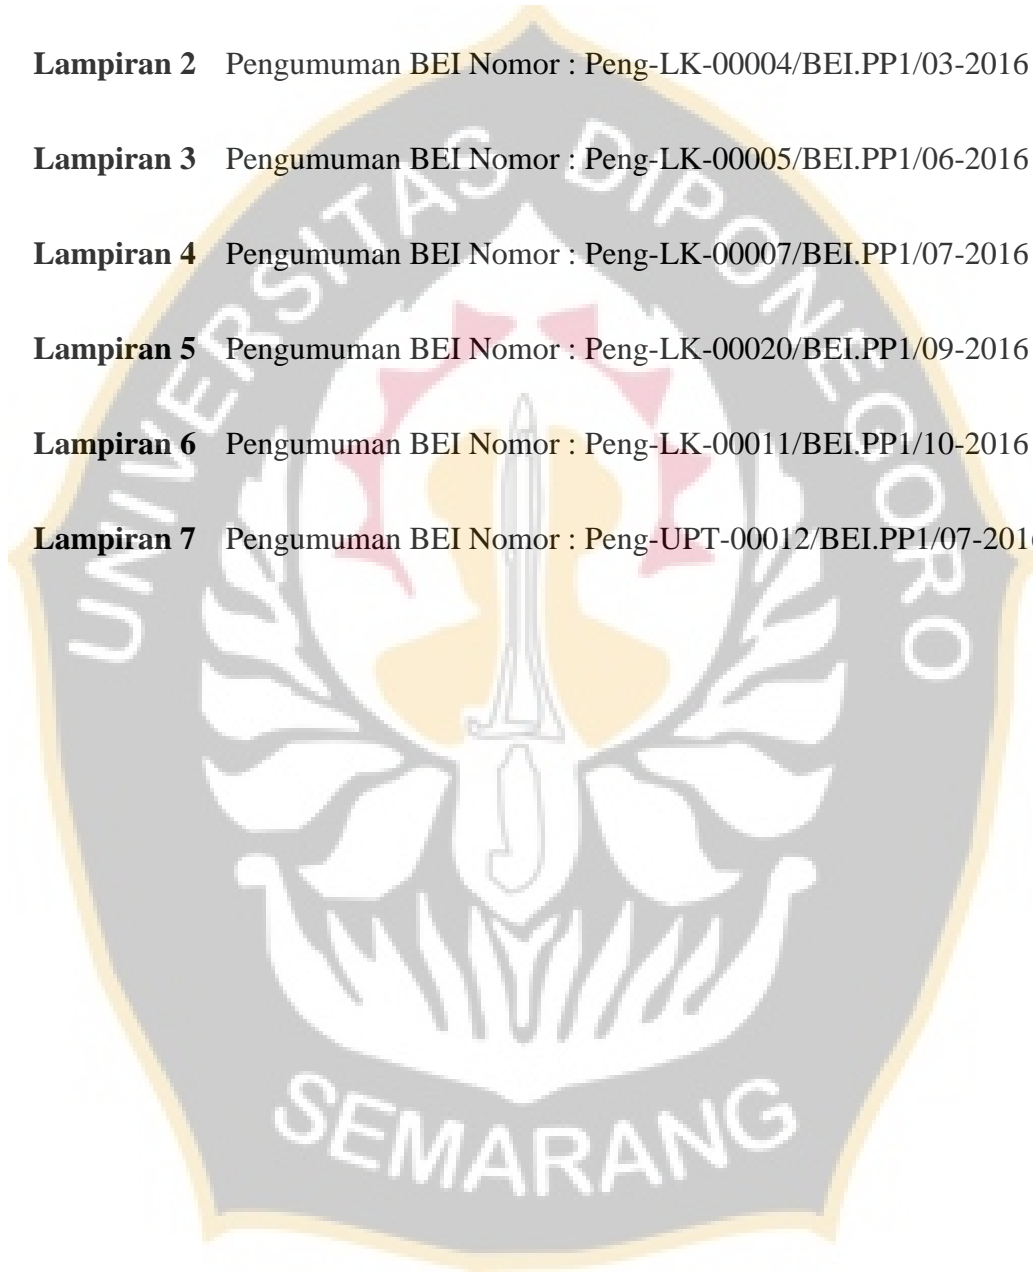 Lampiran 2 Pengumuman BEI Nomor : Peng-LK-00004/BEI.PP1/03-2016
Lampiran 3 Pengumuman BEI Nomor : Peng-LK-00005/BEI.PP1/06-2016
Lampiran 4 Pengumuman BEI Nomor : Peng-LK-00007/BEI.PP1/07-2016
Lampiran 5 Pengumuman BEI Nomor : Peng-LK-00020/BEI.PP1/09-2016
Lampiran 6 Pengumuman BEI Nomor : Peng-LK-00011/BEI.PP1/10-2016
Lampiran 7 Pengumuman BEI Nomor : Peng-UPT-00012/BEI.PP1/07-201
UNIVERSITAS DIPONEGORO
SEMARANG